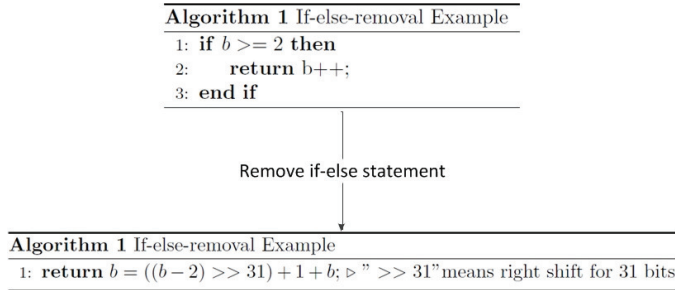 Algorithm 1 If-else-removal Example
1: if b >= 2 then
2: return b++;
3: end if
Remove if-else statement
Algorithm 1 If-else-removal Example
1: return b = ((b − 2) >> 31) + 1 + b; ▷ ” >> 31”means right shift for 31 bits